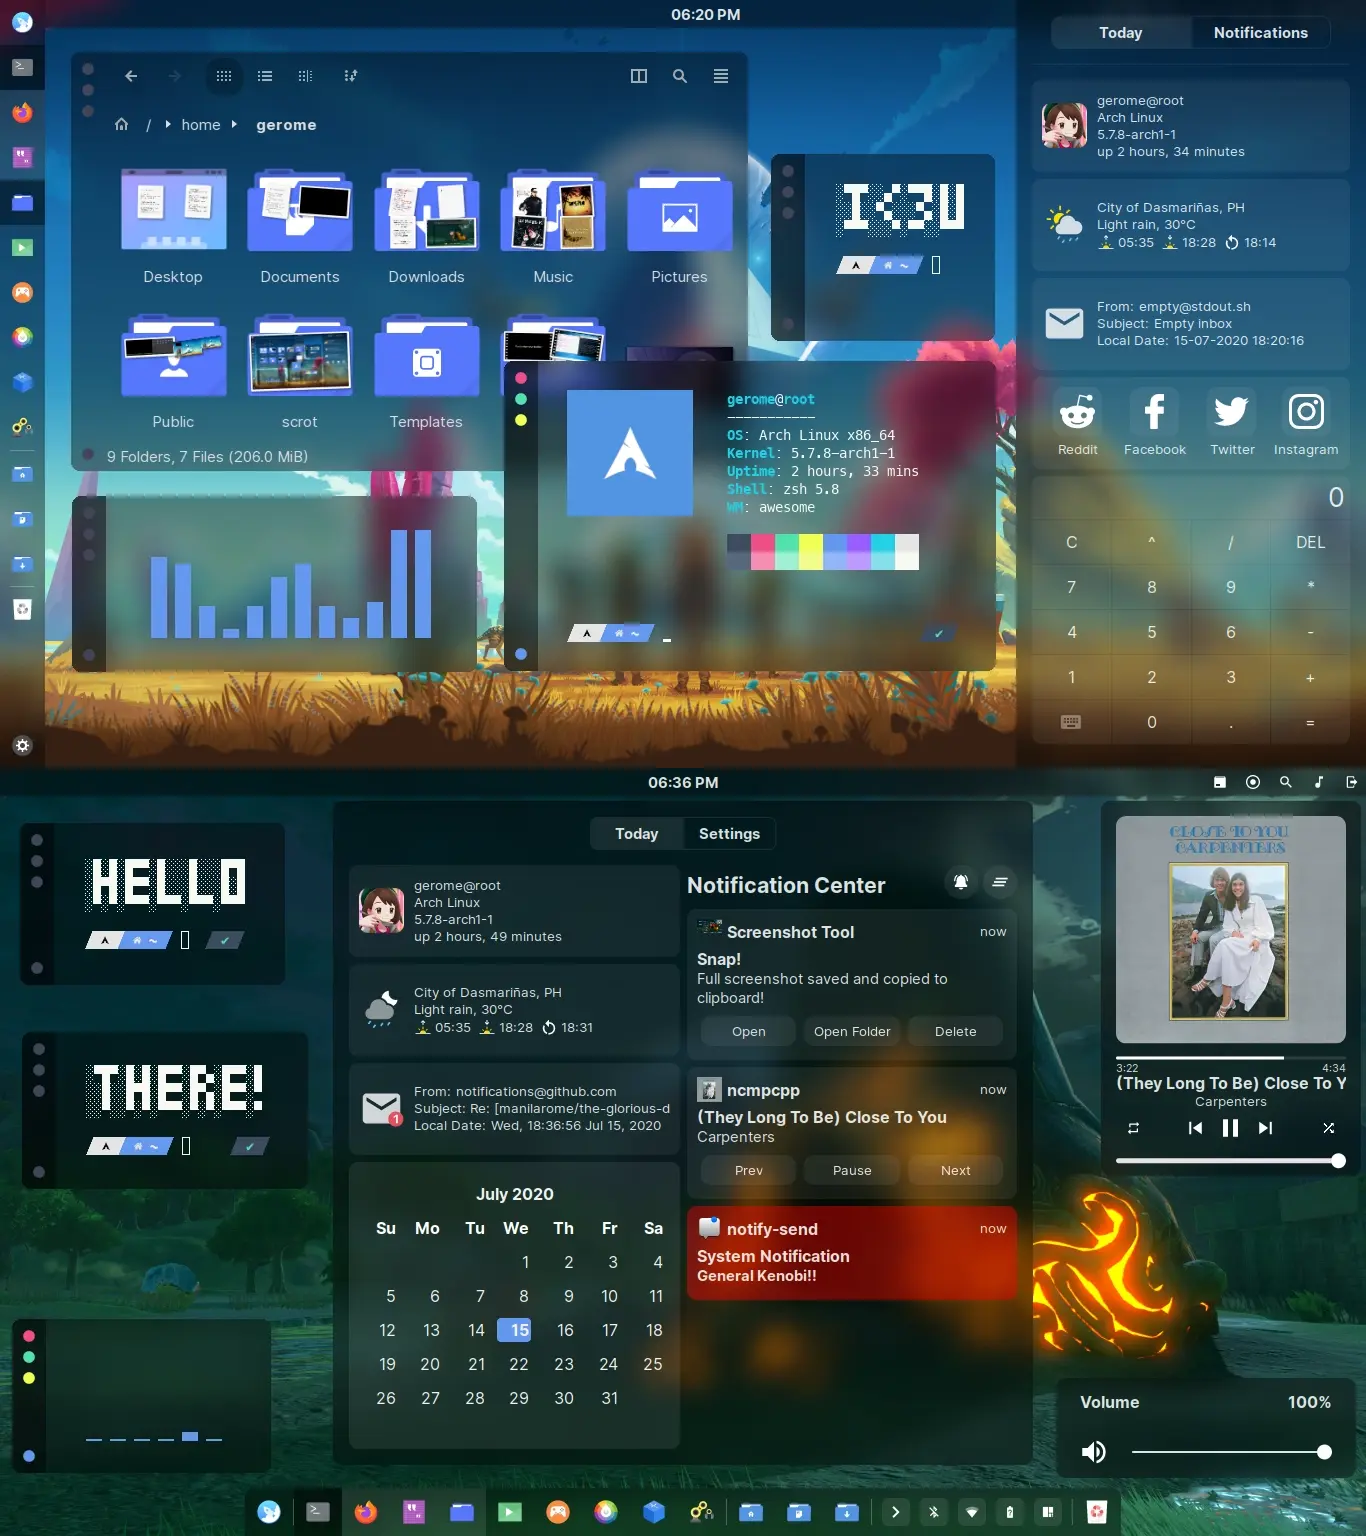 06:20 PM
Today
Notifications
/ home gerome
Desktop
Documents
Downloads
Music
Pictures
Public
scrot
Templates
9 Folders, 7 Files (206.0 MiB)
I<3U
gerome@root
-----------
OS: Arch Linux x86_64
Kernel: 5.7.8-arch1-1
Uptime: 2 hours, 33 mins
Shell: zsh 5.8
WM: awesome
gerome@root
Arch Linux
5.7.8-arch1-1
up 2 hours, 34 minutes
City of Dasmariñas, PH
Light rain, 30°C
05:35 18:28 18:14
From: empty@stdout.sh
Subject: Empty inbox
Local Date: 15-07-2020 18:20:16
Reddit
Facebook
Twitter
Instagram
0
C ^ / DEL
7 8 9 *
4 5 6 -
1 2 3 +
0 . =
06:36 PM
HELLO
THERE!
Today
Settings
gerome@root
Arch Linux
5.7.8-arch1-1
up 2 hours, 49 minutes
City of Dasmariñas, PH
Light rain, 30°C
05:35 18:28 18:31
From: notifications@github.com
Subject: Re: [manilarome/the-glorious-d
Local Date: Wed, 18:36:56 Jul 15, 2020
1
July 2020
Su Mo Tu We Th Fr Sa
1 2 3 4
5 6 7 8 9 10 11
12 13 14 15 16 17 18
19 20 21 22 23 24 25
26 27 28 29 30 31
Notification Center
Screenshot Tool
now
Snap!
Full screenshot saved and copied to
clipboard!
Open
Open Folder
Delete
ncmpcpp
now
(They Long To Be) Close To You
Carpenters
Prev
Pause
Next
notify-send
now
System Notification
General Kenobi!!
CLOSE TO YOU
CARPENTERS
3:22
4:34
(They Long To Be) Close To Y
Carpenters
Volume
100%